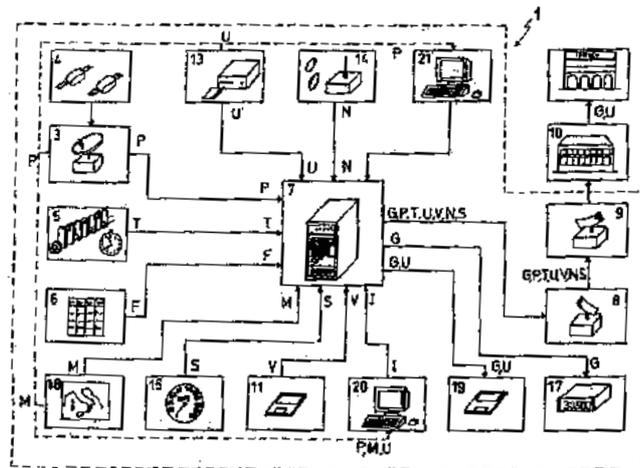 1
U
4
13
14
21
P
U
N
G,U
10
3
P
P
U
N
P
7
9
5
T
T
G,P,T,U,V,N,S
G
G,U
G,P,T,U,V,N,S
F
6
F
M
S
V
I
8
M
S
V
I
G,U
G
M
18
15
11
20
19
17
P,M,U